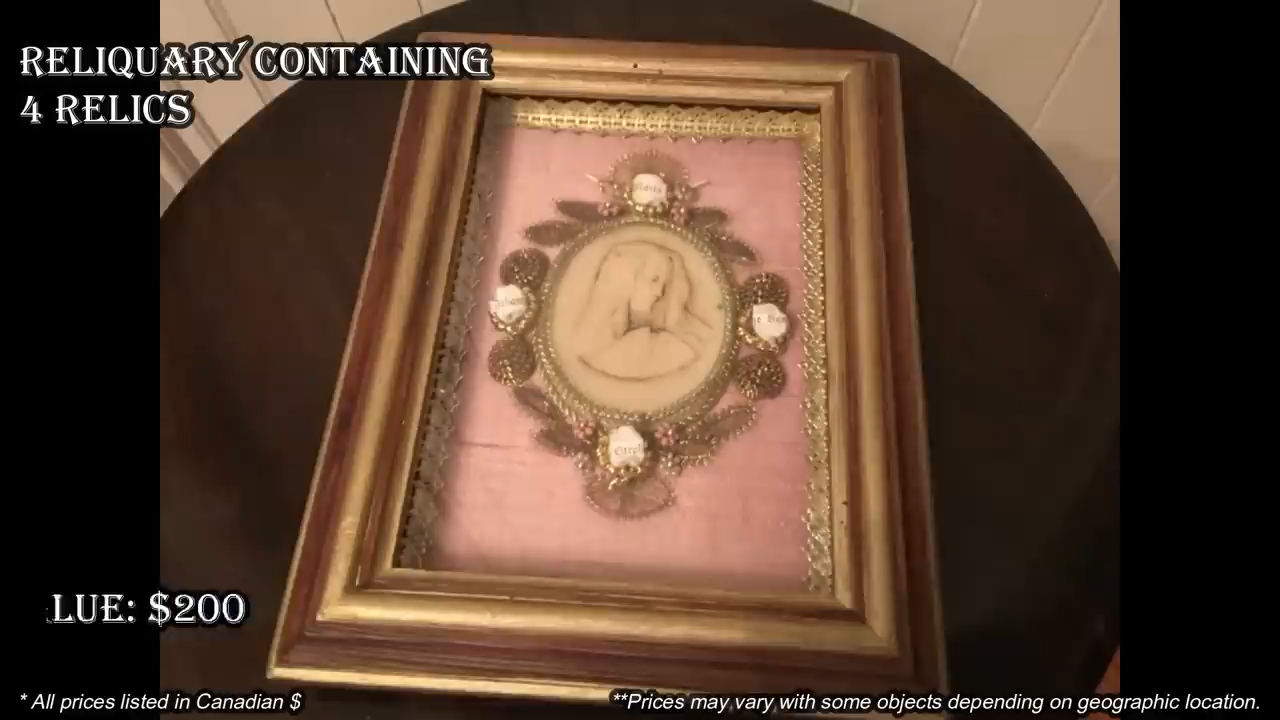 RELIQUARY CONTAINING
4 RELICS
LUE: $200
* All prices listed in Canadian $
**Prices may vary with some objects depending on geographic location.